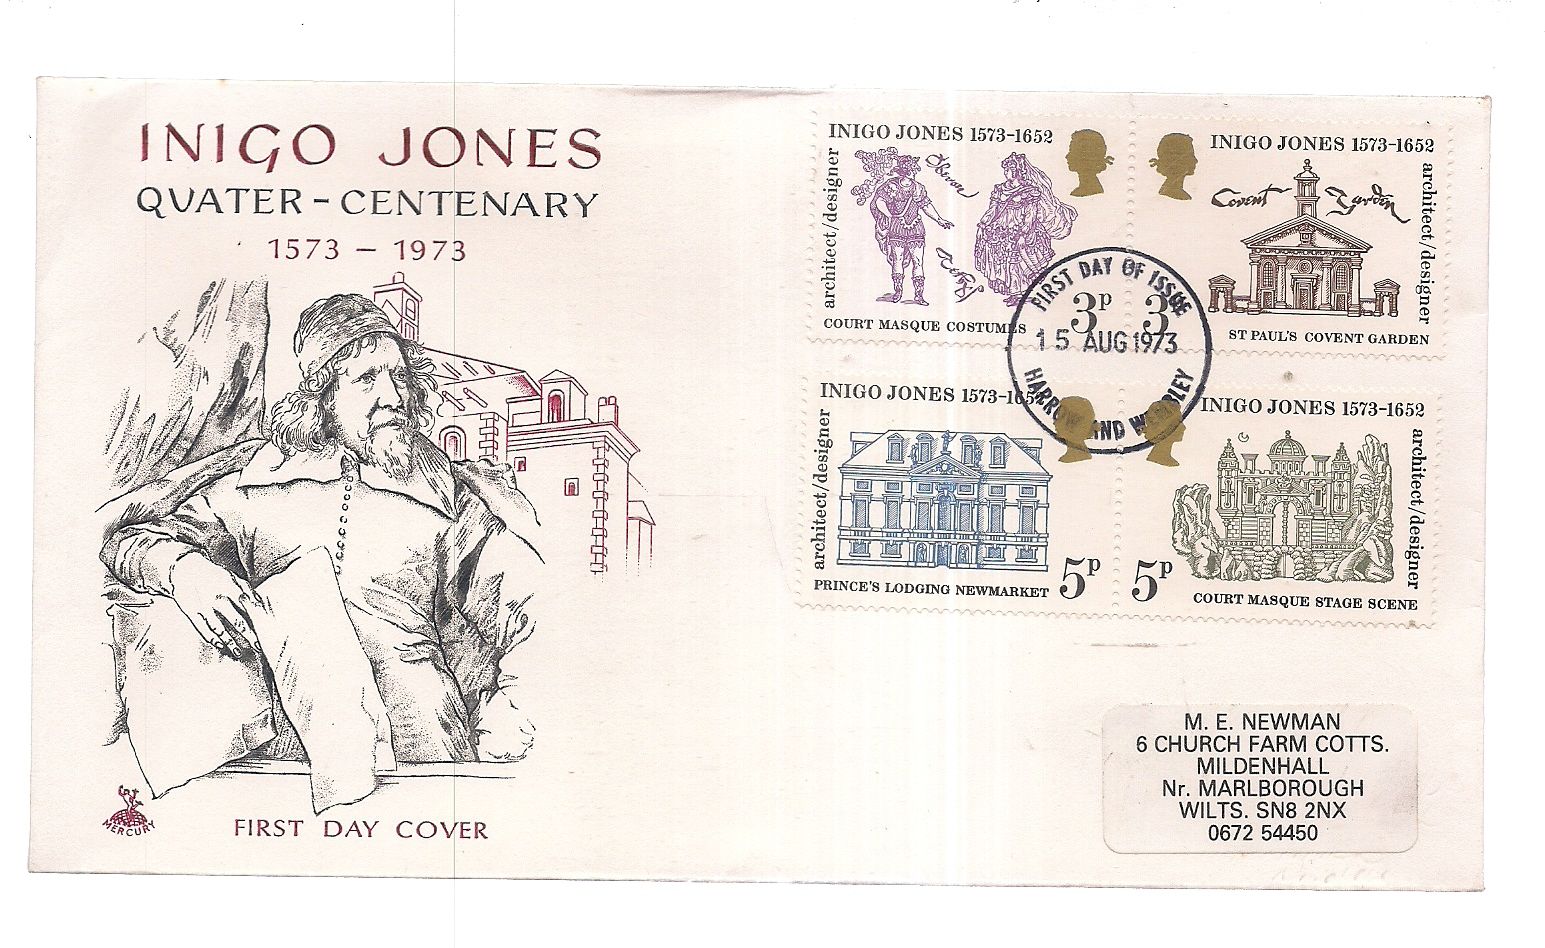 INIGO JONES
QVATER-CENTENARY
1573 - 1973
MERCURY
FIRST DAY COVER
INIGO JONES 1573-1652
architect/designer
3p
COURT MASQUE COSTUMES
INIGO JONES 1573-1652
Covent Garden
architect/designer
3
ST PAUL'S COVENT GARDEN
FIRST DAY OF ISSUE
15 AUG 1973
HARROW AND WEMBLEY
INIGO JONES 1573-1652
architect/designer
5p
PRINCE'S LODGING NEWMARKET
INIGO JONES 1573-1652
architect/designer
5p
COURT MASQUE STAGE SCENE
M. E. NEWMAN
6 CHURCH FARM COTTS.
MILDENHALL
Nr. MARLBOROUGH
WILTS. SN8 2NX
0672 54450